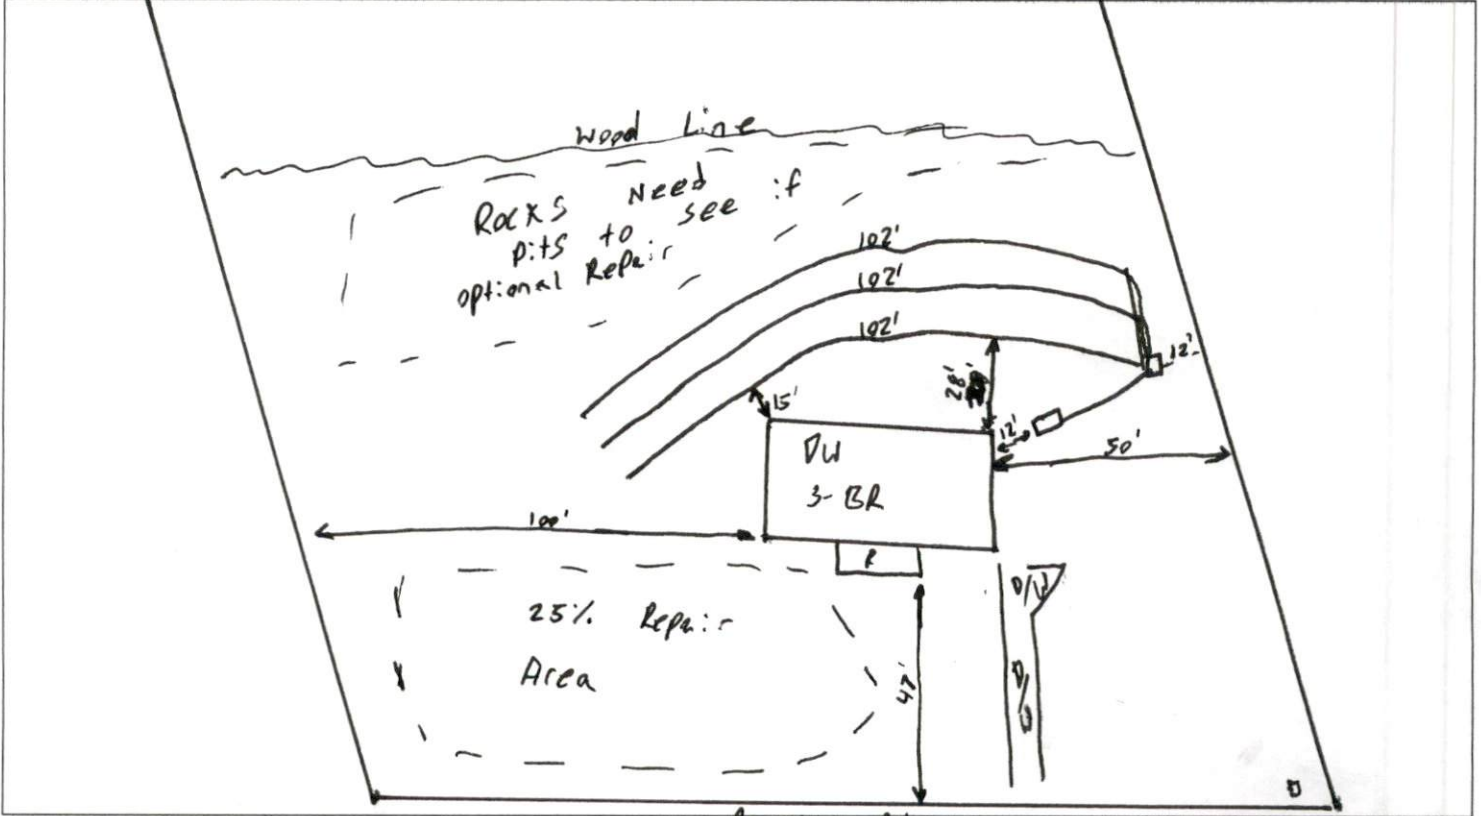 Wood Line
Rocks Need
pits to see if
optional Repair
102'
102'
102'
12'
28'
15'
12'
50'
DW
3-BR
100'
R
D/W
25% Repair
Area
47'